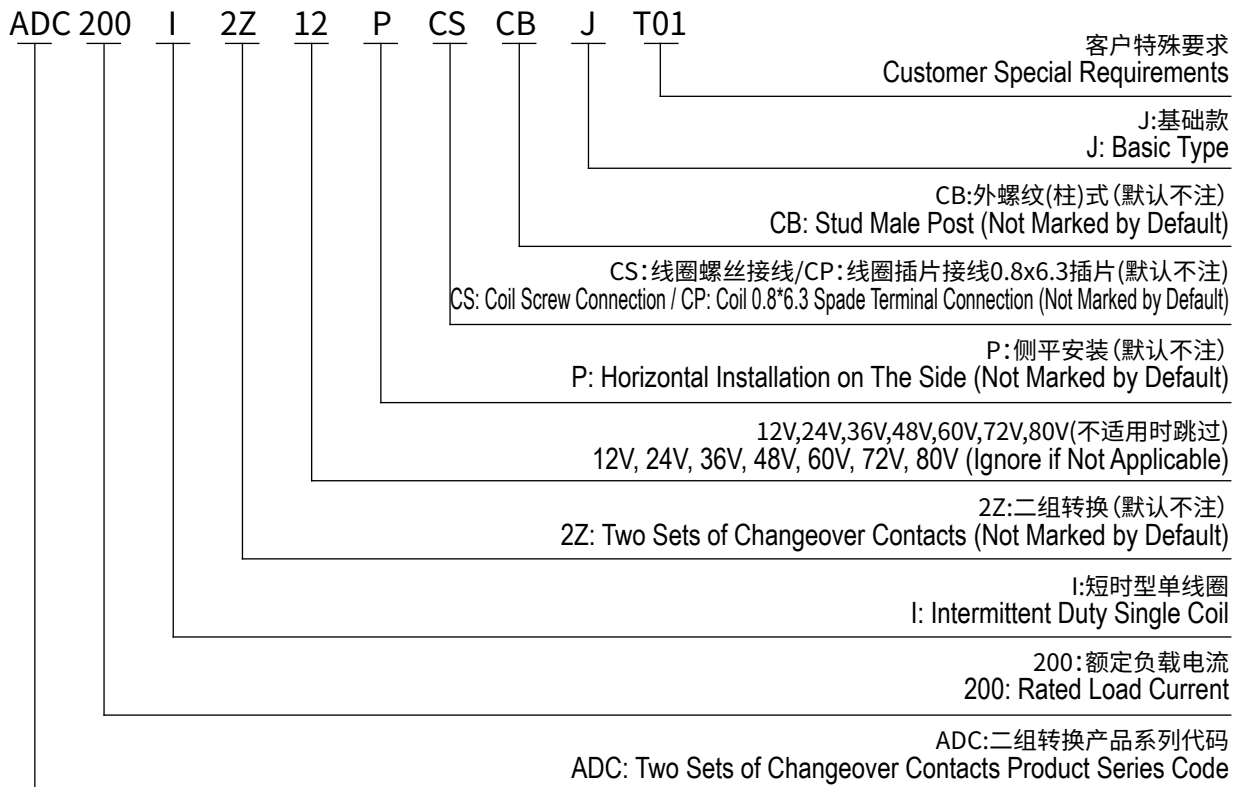 ADC 200 I 2Z 12 P CS CB J T01
客户特殊要求
Customer Special Requirements
J:基础款
J: Basic Type
CB:外螺纹(柱)式(默认不注)
CB: Stud Male Post (Not Marked by Default)
CS:线圈螺丝接线/CP:线圈插片接线0.8x6.3插片(默认不注)
CS: Coil Screw Connection / CP: Coil 0.8*6.3 Spade Terminal Connection (Not Marked by Default)
P:侧平安装(默认不注)
P: Horizontal Installation on The Side (Not Marked by Default)
12V,24V,36V,48V,60V,72V,80V(不适用时跳过)
12V, 24V, 36V, 48V, 60V, 72V, 80V (Ignore if Not Applicable)
2Z:二组转换(默认不注)
2Z: Two Sets of Changeover Contacts (Not Marked by Default)
I:短时型单线圈
I: Intermittent Duty Single Coil
200:额定负载电流
200: Rated Load Current
ADC:二组转换产品系列代码
ADC: Two Sets of Changeover Contacts Product Series Code